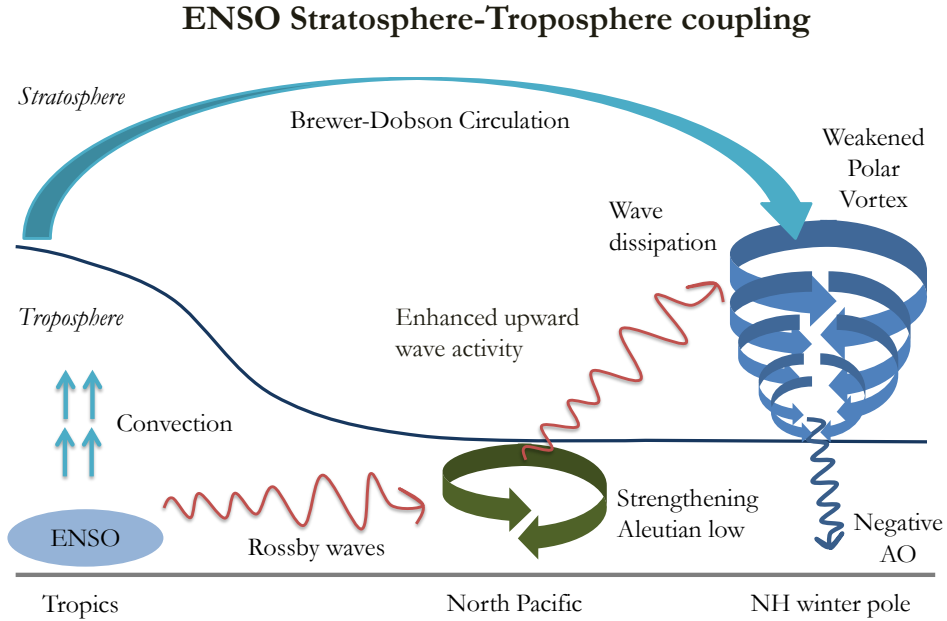 ENSO Stratosphere-Troposphere coupling
Stratosphere
Brewer-Dobson Circulation
Weakened
Polar
Vortex
Wave
dissipation
Troposphere
Enhanced upward
wave activity
Convection
Strengthening
Aleutian low
ENSO
Rossby waves
Negative
AO
Tropics
North Pacific
NH winter pole